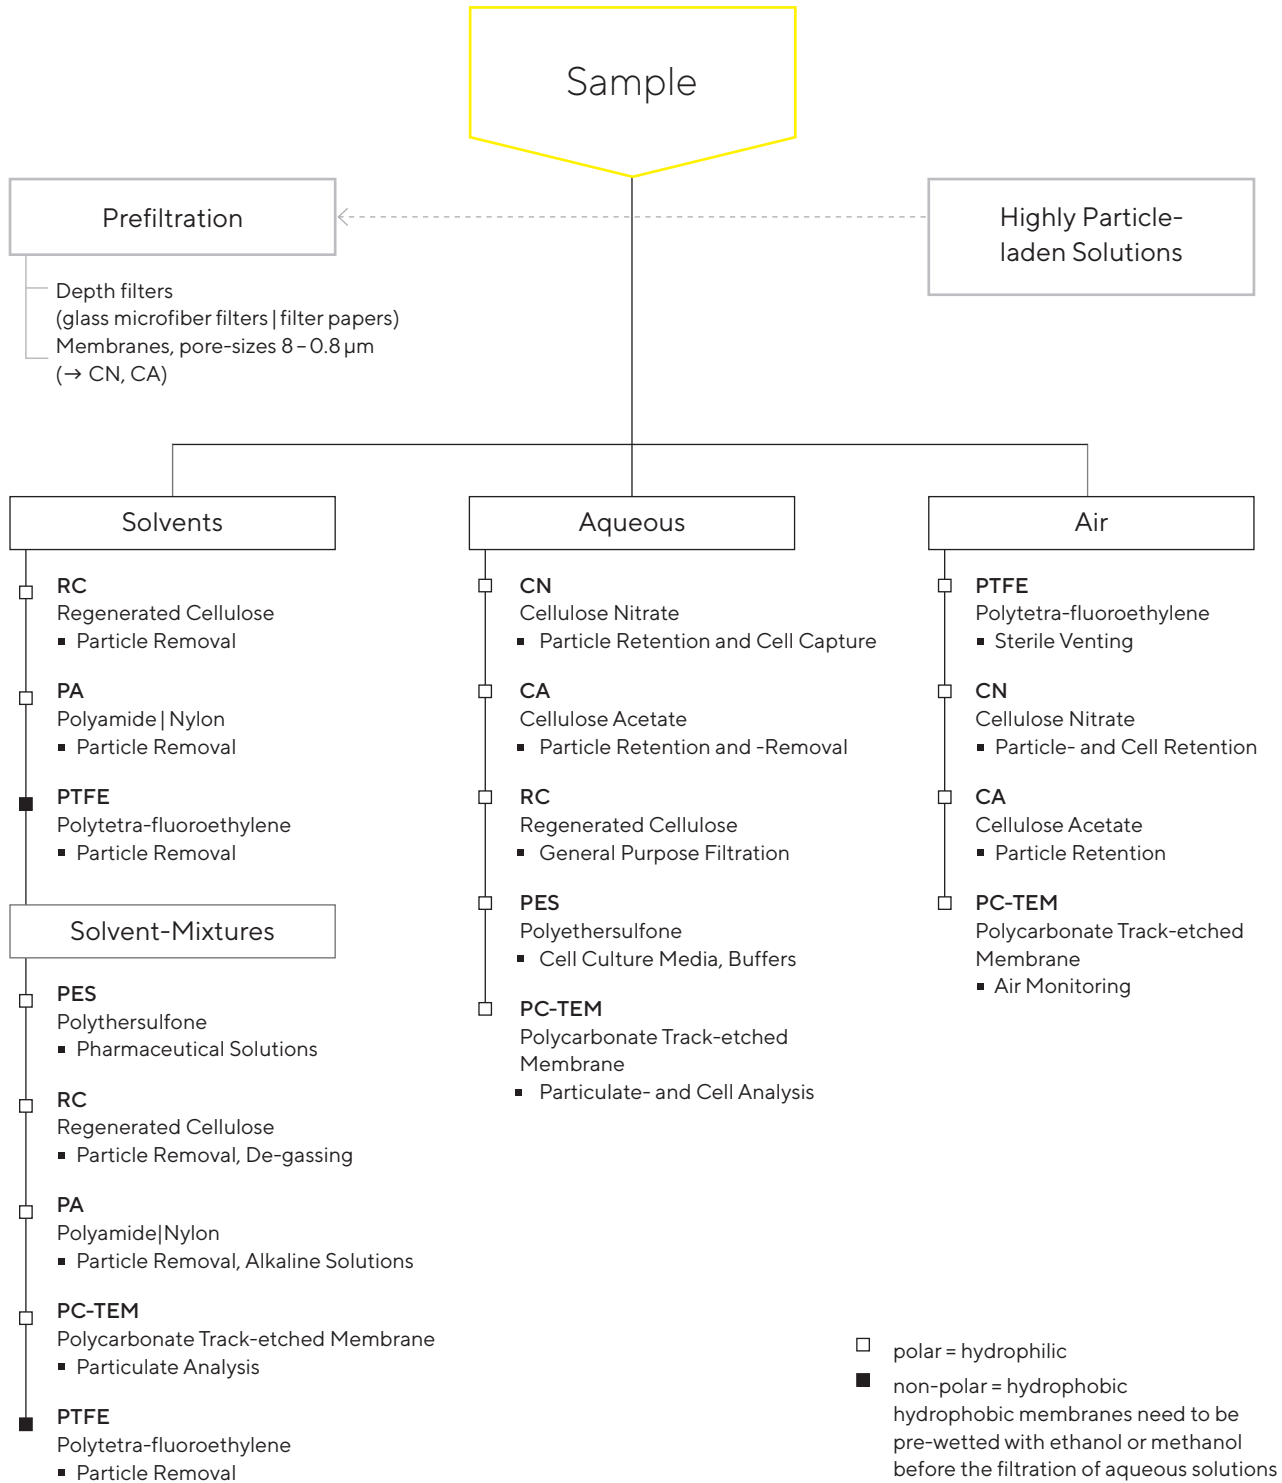 Sample
Prefiltration
Highly Particle-
laden Solutions
Depth filters
(glass microfiber filters | filter papers)
Membranes, pore-sizes 8 – 0.8 µm
(→ CN, CA)
Solvents
RC
Regenerated Cellulose
▪ Particle Removal
PA
Polyamide | Nylon
▪ Particle Removal
PTFE
Polytetra-fluoroethylene
▪ Particle Removal
Solvent-Mixtures
PES
Polythersulfone
▪ Pharmaceutical Solutions
RC
Regenerated Cellulose
▪ Particle Removal, De-gassing
PA
Polyamide|Nylon
▪ Particle Removal, Alkaline Solutions
PC-TEM
Polycarbonate Track-etched Membrane
▪ Particulate Analysis
PTFE
Polytetra-fluoroethylene
▪ Particle Removal
Aqueous
CN
Cellulose Nitrate
▪ Particle Retention and Cell Capture
CA
Cellulose Acetate
▪ Particle Retention and -Removal
RC
Regenerated Cellulose
▪ General Purpose Filtration
PES
Polyethersulfone
▪ Cell Culture Media, Buffers
PC-TEM
Polycarbonate Track-etched
Membrane
▪ Particulate- and Cell Analysis
Air
PTFE
Polytetra-fluoroethylene
▪ Sterile Venting
CN
Cellulose Nitrate
▪ Particle- and Cell Retention
CA
Cellulose Acetate
▪ Particle Retention
PC-TEM
Polycarbonate Track-etched
Membrane
▪ Air Monitoring
polar = hydrophilic
non-polar = hydrophobic
hydrophobic membranes need to be
pre-wetted with ethanol or methanol
before the filtration of aqueous solutions